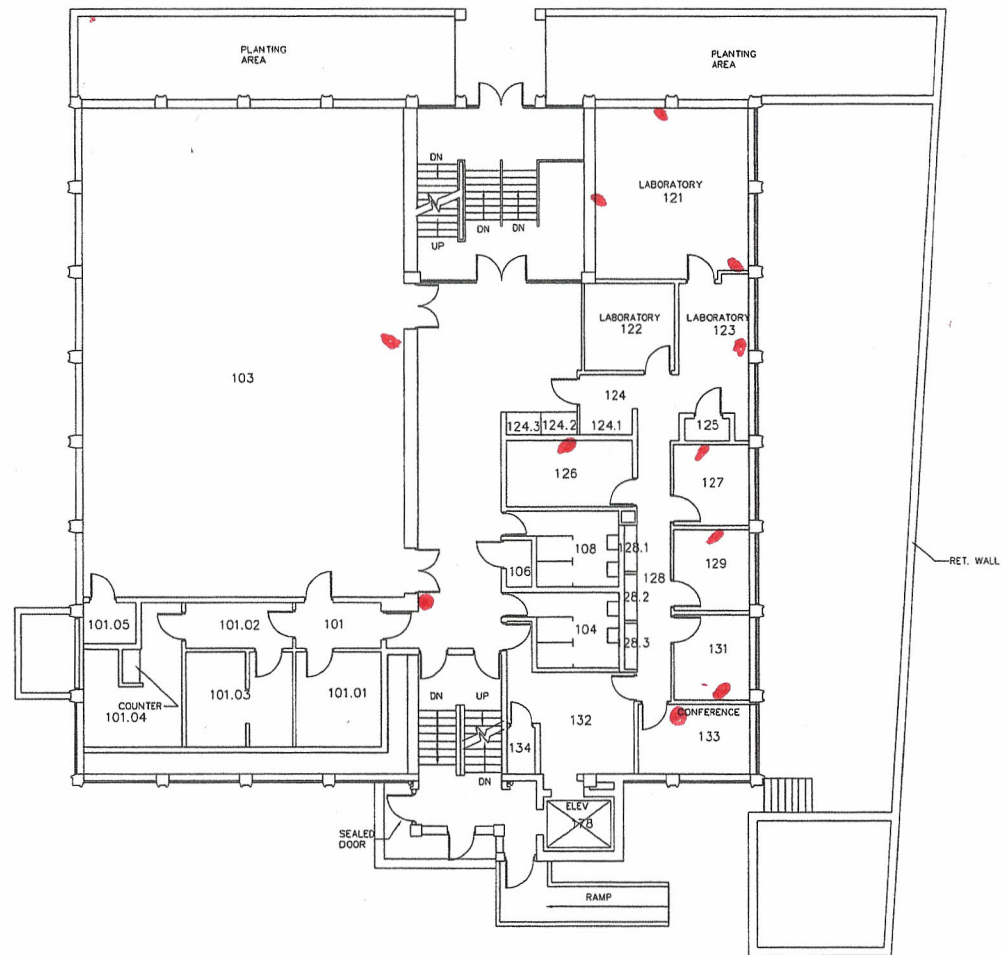 PLANTING
AREA
PLANTING
AREA
DN
UP
DN
DN
LABORATORY
121
LABORATORY
122
LABORATORY
123
103
124
124.3
124.2
124.1
125
126
127
108
128.1
106
128
129
RET. WALL
128.2
101.05
101.02
101
104
128.3
131
101.03
101.01
COUNTER
101.04
DN
UP
132
CONFERENCE
133
134
DN
ELEV
178
SEALED
DOOR
RAMP